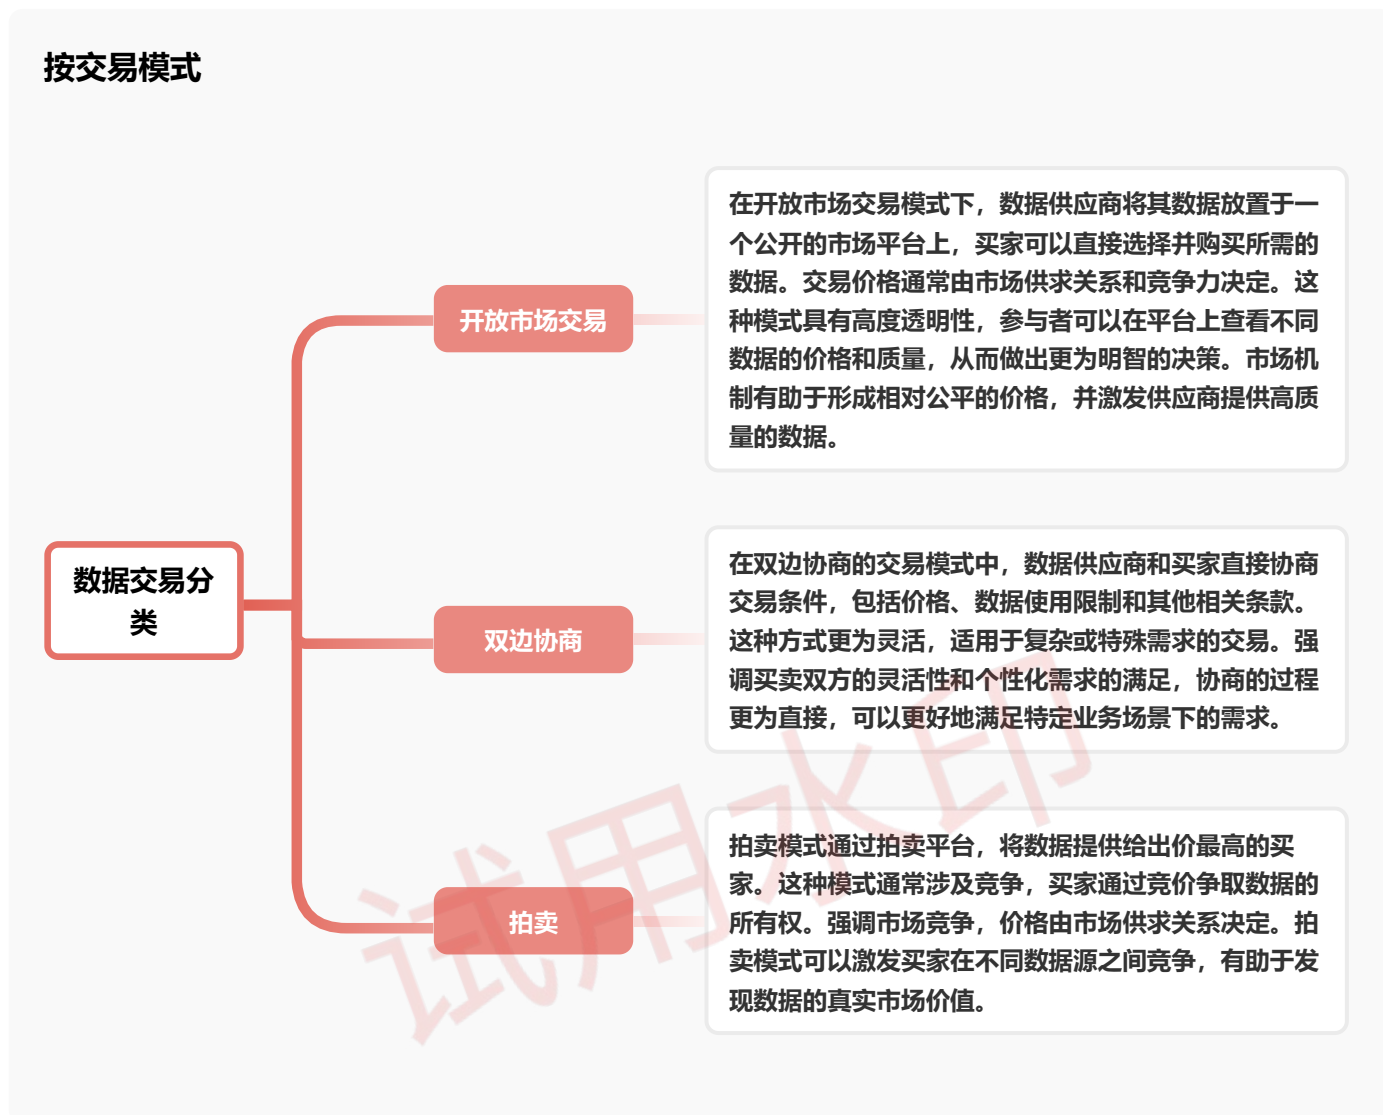 按交易模式
在开放市场交易模式下，数据供应商将其数据放置于一
个公开的市场平台上，买家可以直接选择并购买所需的
数据。交易价格通常由市场供求关系和竞争力决定。这
种模式具有高度透明性，参与者可以在平台上查看不同
数据的价格和质量，从而做出更为明智的决策。市场机
制有助于形成相对公平的价格，并激发供应商提供高质
量的数据。
开放市场交易
数据交易分
类
在双边协商的交易模式中，数据供应商和买家直接协商
交易条件，包括价格、数据使用限制和其他相关条款。
这种方式更为灵活，适用于复杂或特殊需求的交易。强
调买卖双方的灵活性和个性化需求的满足，协商的过程
更为直接，可以更好地满足特定业务场景下的需求。
双边协商
拍卖模式通过拍卖平台，将数据提供给出价最高的买
家。这种模式通常涉及竞争，买家通过竞价争取数据的
所有权。强调市场竞争，价格由市场供求关系决定。拍
卖模式可以激发买家在不同数据源之间竞争，有助于发
现数据的真实市场价值。
拍卖
试用水印